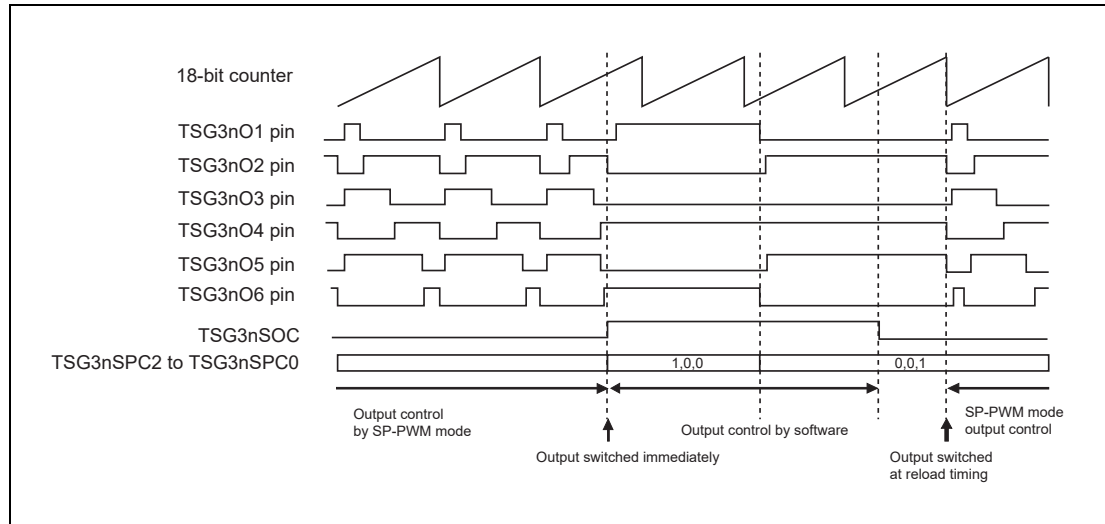 18-bit counter
TSG3nO1 pin
TSG3nO2 pin
TSG3nO3 pin
TSG3nO4 pin
TSG3nO5 pin
TSG3nO6 pin
TSG3nSOC
TSG3nSPC2 to TSG3nSPC0
1,0,0
0,0,1
Output control
by SP-PWM mode
Output control by software
SP-PWM mode
output control
Output switched immediately
Output switched
at reload timing